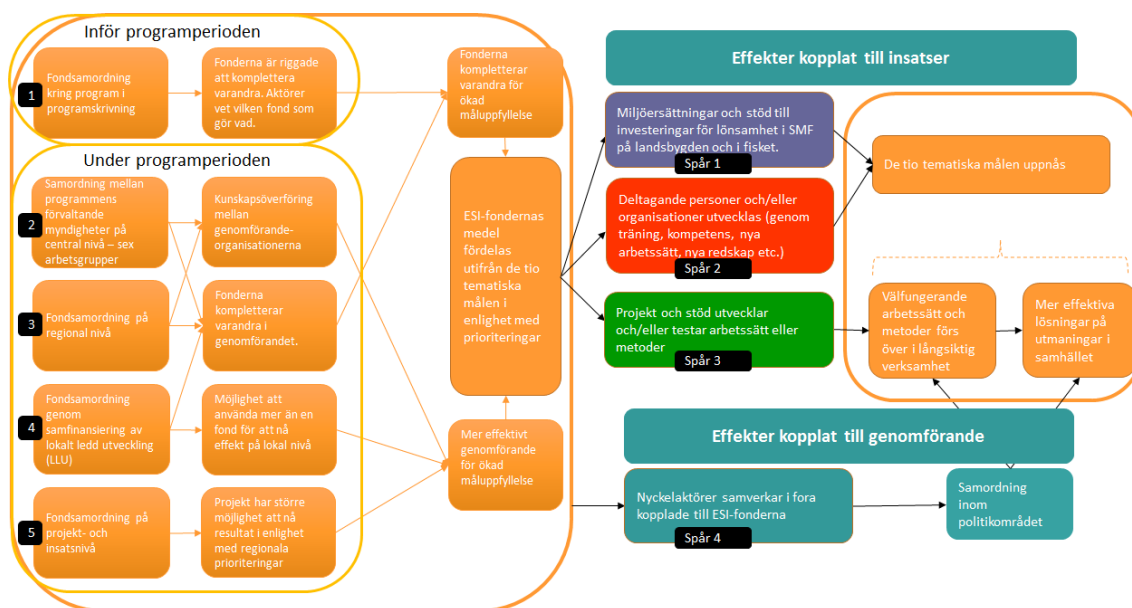 Inför programperioden
1
Fondsamordning
kring program i
programskrivning
Fonderna är riggade
att komplettera
varandra. Aktörer
vet vilken fond som
gör vad.
Under programperioden
2
Samordning mellan
programmens
förvaltande
myndigheter på
central nivå – sex
arbetsgrupper
Kunskapsöverföring
mellan
genomförande-
organisationerna
3
Fondsamordning på
regional nivå
Fonderna
kompletterar
varandra i
genomförandet.
4
Fondsamordning
genom
samfinansiering av
lokalt ledd utveckling
(LLU)
Möjlighet att
använda mer än en
fond för att nå
effekt på lokal nivå
5
Fondsamordning på
projekt- och
insatsnivå
Projekt har större
möjlighet att nå
resultat i enlighet
med regionala
prioriteringar
Fonderna
kompletterar
varandra för
ökad
måluppfyllelse
ESI-fondernas
medel
fördelas
utifrån de tio
tematiska
målen i
enlighet med
prioriteringar
Mer effektivt
genomförande
för ökad
måluppfyllelse
Effekter kopplat till insatser
Miljöersättningar och stöd till
investeringar för lönsamhet i SMF
på landsbygden och i fisket.
Spår 1
Deltagande personer och/eller
organisationer utvecklas (genom
träning, kompetens, nya
arbetssätt, nya redskap etc.)
Spår 2
Projekt och stöd utvecklar
och/eller testar arbetssätt eller
metoder
Spår 3
De tio tematiska målen uppnås
Välfungerande
arbetssätt och
metoder förs
över i långsiktig
verksamhet
Mer effektiva
lösningar på
utmaningar i
samhället
Effekter kopplat till genomförande
Nyckelaktörer samverkar i fora
kopplade till ESI-fonderna
Spår 4
Samordning
inom
politikområdet